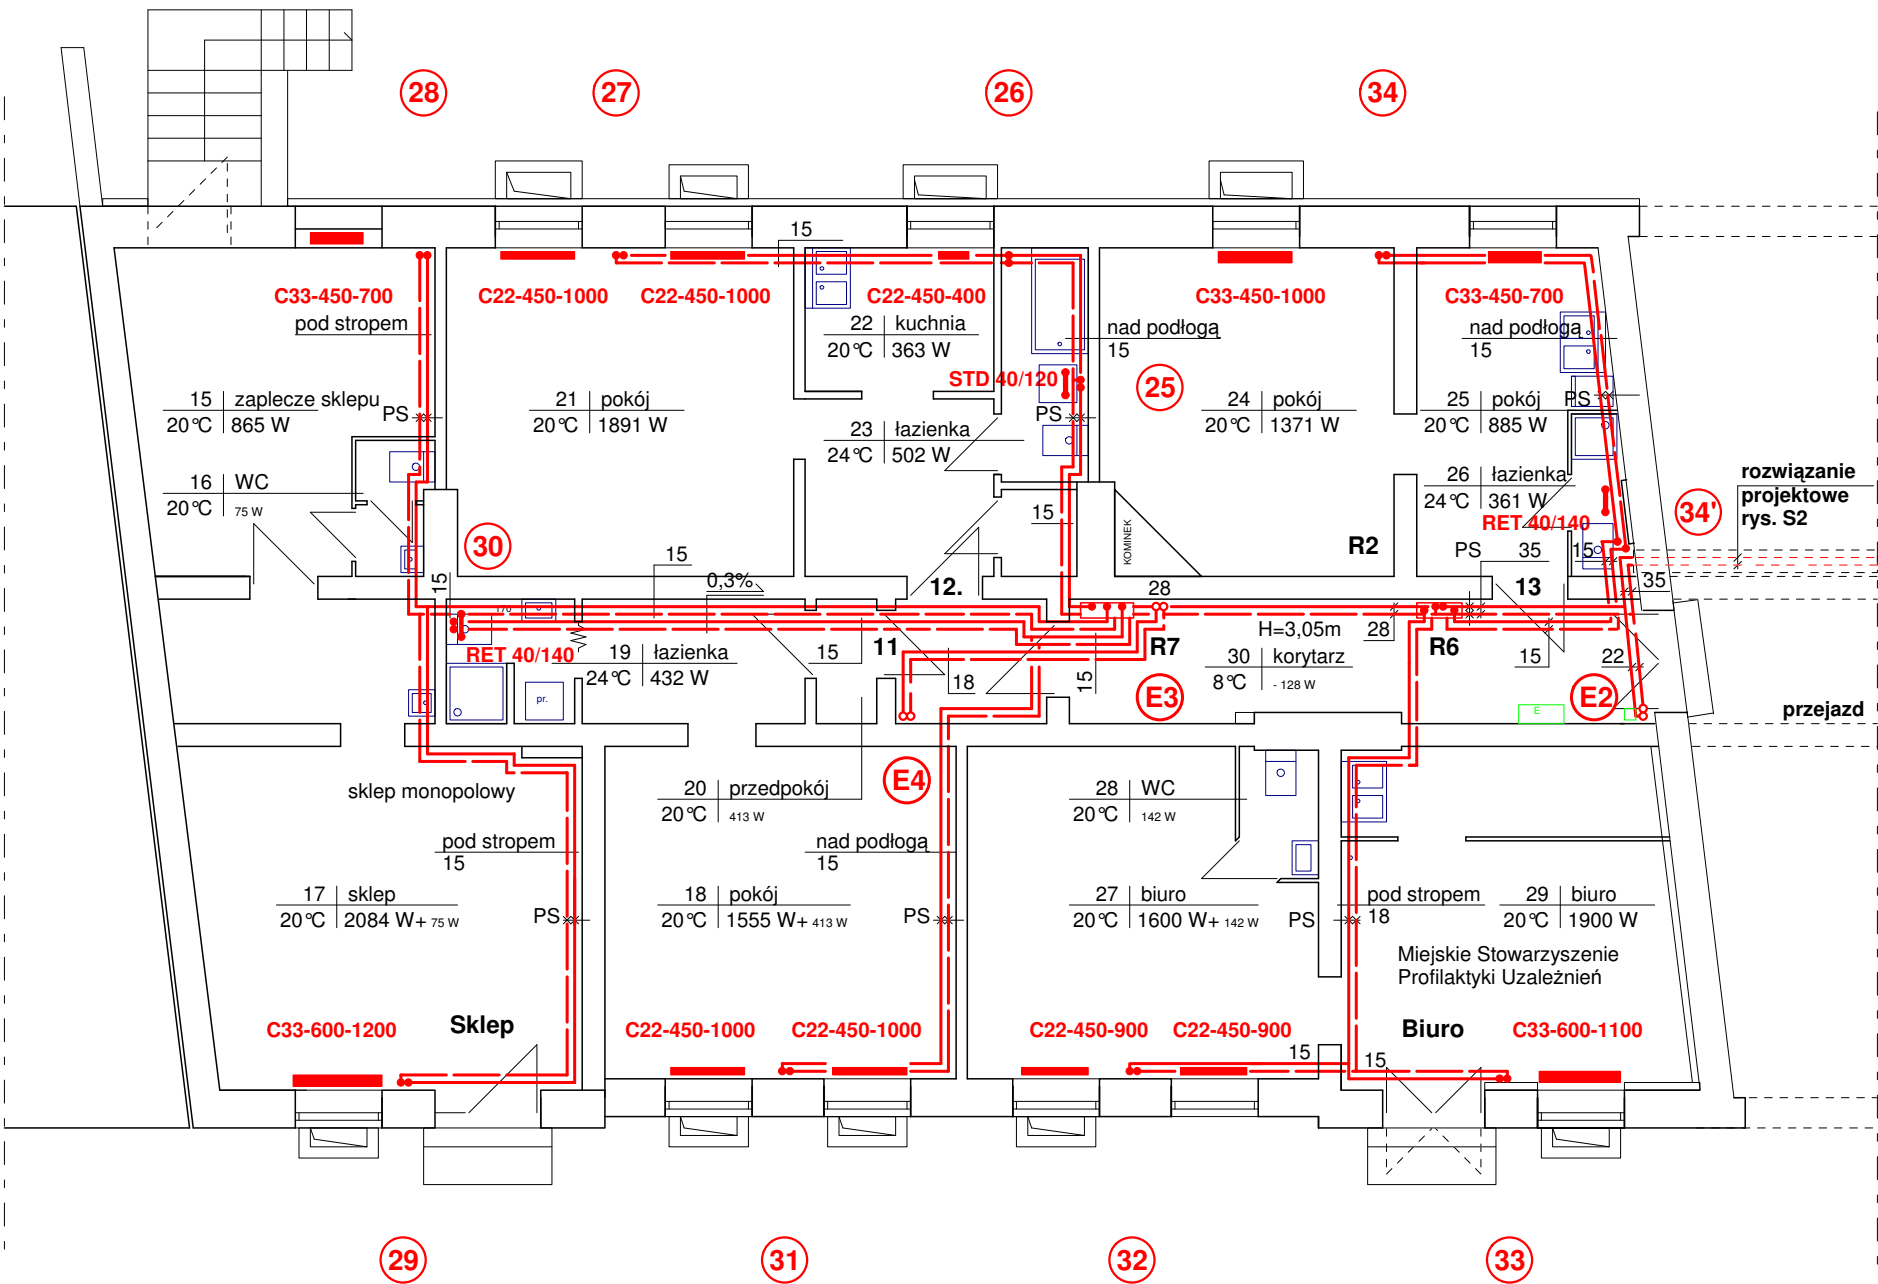 28
27
26
34
15
C33-450-700
C22-450-1000
C22-450-1000
C22-450-400
C33-450-1000
C33-450-700
pod stropem
22 kuchnia
20°C 363 W
nad podłogą
15
nad podłogą
15
STD 40/120
25
15 zaplecze sklepu
20°C 865 W
PS
21 pokój
20°C 1891 W
PS
24 pokój
20°C 1371 W
25 pokój
20°C 885 W
PS
23 łazienka
24°C 502 W
16 WC
20°C 75 W
26 łazienka
24°C 361 W
RET 40/140
34'
rozwiązanie
projektowe
rys. S2
30
15
KOMINEK
R2
PS
35
15
15
15
0,3%
12.
28
13
35
170
H=3,05m
28
RET 40/140
19 łazienka
24°C 432 W
15
11
R7
30 korytarz
8°C - 128 W
R6
15
22
pr.
18
15
E3
E
E2
przejazd
sklep monopolowy
20 przedpokój
20°C 413 W
E4
28 WC
20°C 142 W
pod stropem
15
nad podłogą
15
17 sklep
20°C 2084 W+ 75 W
PS
18 pokój
20°C 1555 W+ 413 W
PS
27 biuro
20°C 1600 W+ 142 W
PS
pod stropem
18
29 biuro
20°C 1900 W
Miejskie Stowarzyszenie
Profilaktyki Uzależnień
C33-600-1200
Sklep
C22-450-1000
C22-450-1000
C22-450-900
C22-450-900
Biuro
C33-600-1100
15
15
29
31
32
33